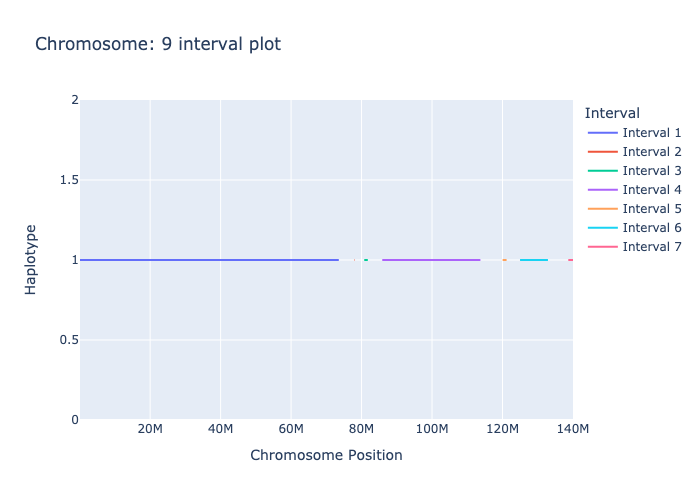 Chromosome: 9 interval plot
Haplotype
2
1.5
1
0.5
0
20M
40M
60M
80M
100M
120M
140M
Chromosome Position
Interval
Interval 1
Interval 2
Interval 3
Interval 4
Interval 5
Interval 6
Interval 7